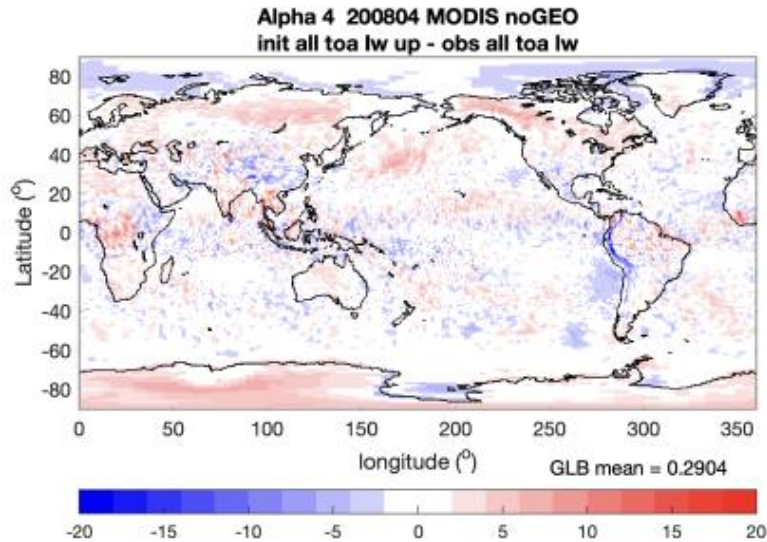 Alpha 4 200804 MODIS noGEO
init all toa lw up - obs all toa lw
80
60
40
20
0
-20
-40
-60
-80
Latitude (°)
0 50 100 150 200 250 300 350
longitude (°)
GLB mean = 0.2904
-20 -15 -10 -5 0 5 10 15 20